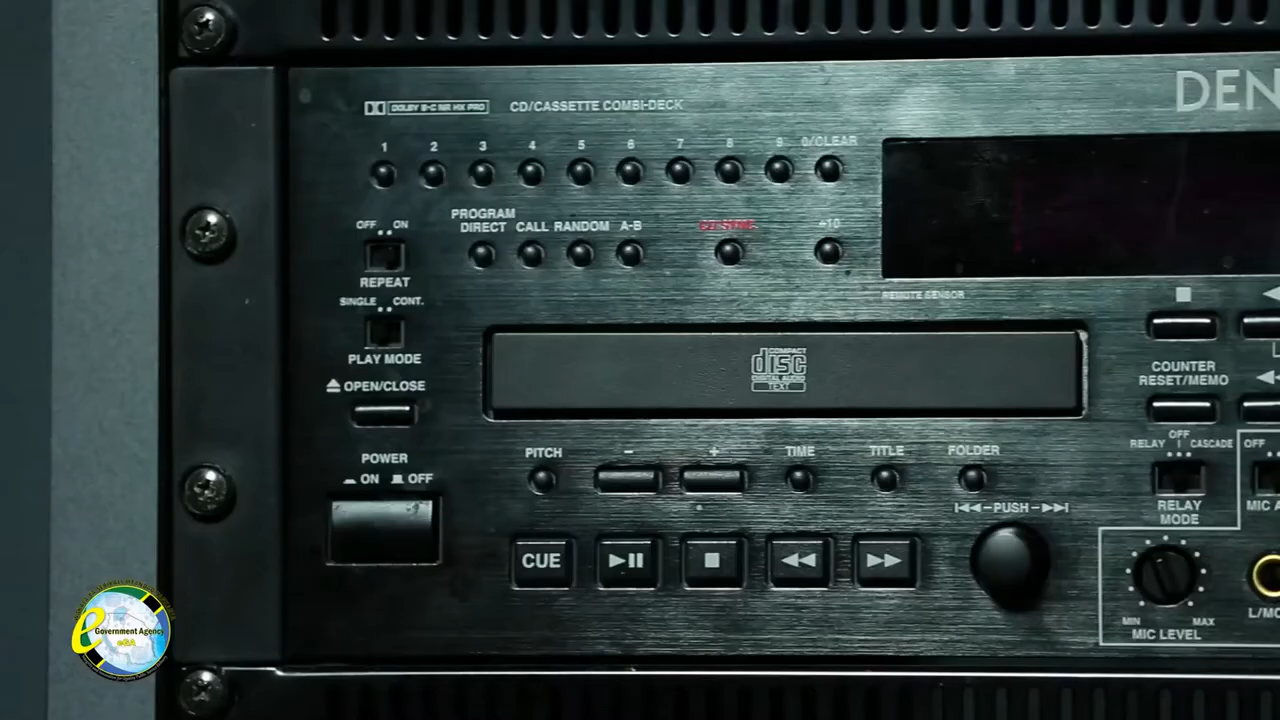 DEN
DOLBY B-C NR HX PRO
CD/CASSETTE COMBI-DECK
1 2 3 4 5 6 7 8 9 0/CLEAR
PROGRAM
DIRECT CALL RANDOM A-B +10
OFF ON
REPEAT
SINGLE CONT.
PLAY MODE
OPEN/CLOSE
POWER
ON OFF
REMOTE SENSOR
COMPACT
disc
DIGITAL AUDIO
TEXT
COUNTER
RESET/MEMO
PITCH - + TIME TITLE FOLDER
PUSH
CUE
OFF
RELAY CASCADE
RELAY
MODE
OFF
MIC A
MIN MAX
MIC LEVEL
L/MO
e
Government Agency
eGA